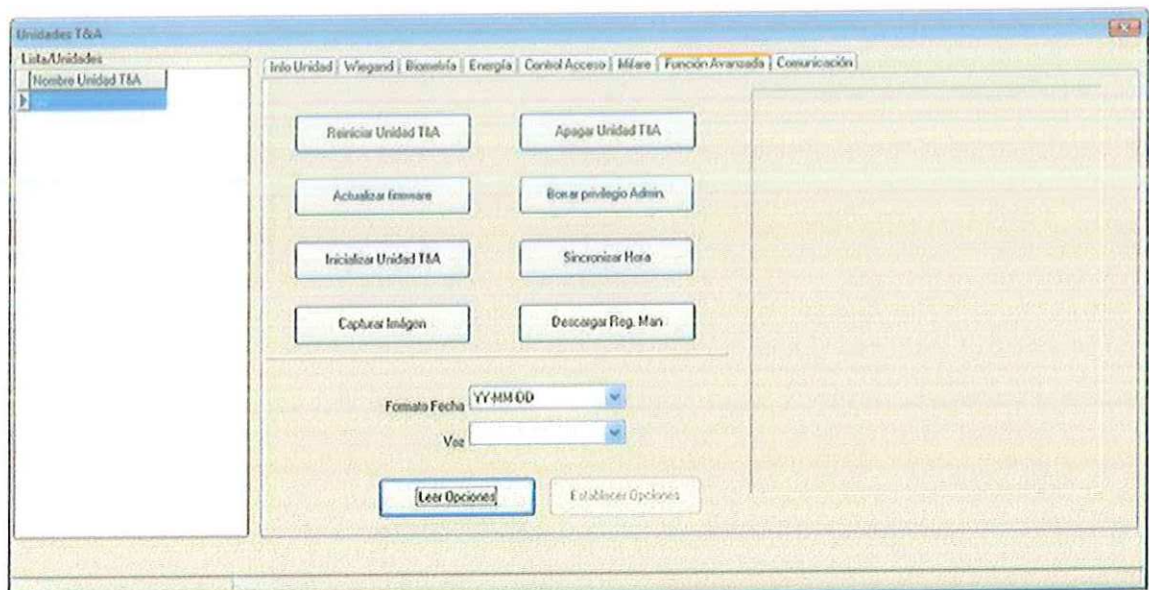 Unidades T&A
Lista/Unidades
Nombre Unidad T&A
Info Unidad Wiegand Biometría Energía Control Acceso Mifare Función Avanzada Comunicación
Reiniciar Unidad T&A Apagar Unidad T&A
Actualizar firmware Borrar privilegio Admin.
Inicializar Unidad T&A Sincronizar Hora
Capturar Imágen Descargar Reg. Man
Formato Fecha YY-MM-DD
Voz
Leer Opciones Establecer Opciones